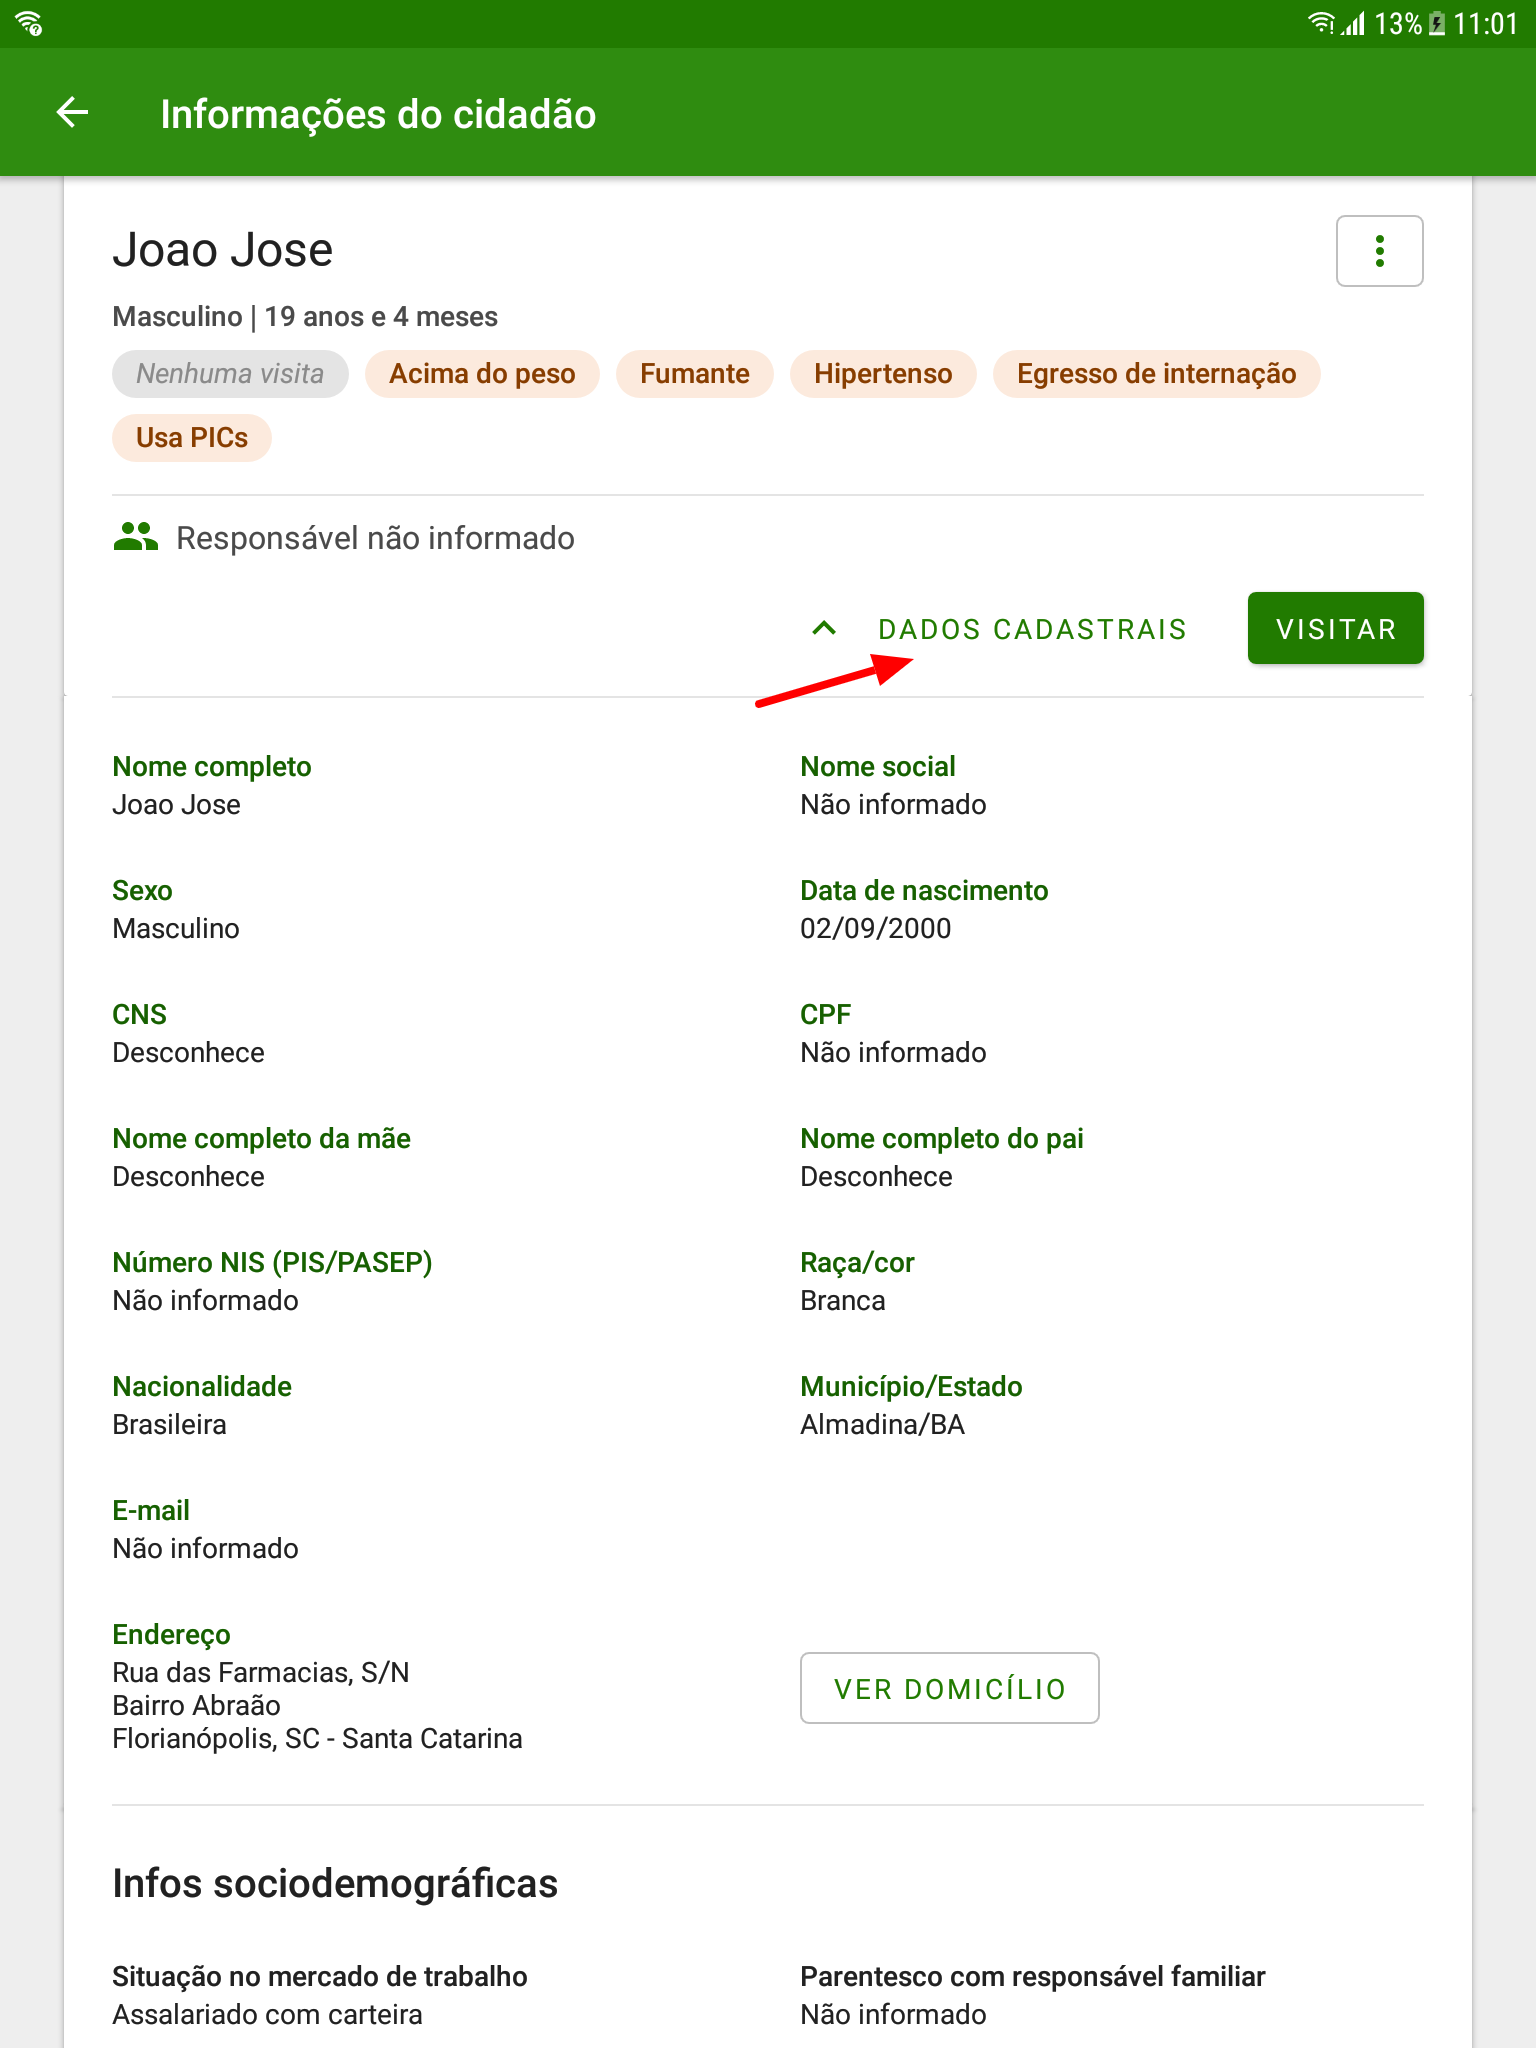 13% 11:01
Informações do cidadão
Joao Jose
Masculino | 19 anos e 4 meses
Nenhuma visita Acima do peso Fumante Hipertenso Egresso de internação
Usa PICs
Responsável não informado
DADOS CADASTRAIS VISITAR
Nome completo Nome social
Joao Jose Não informado
Sexo Data de nascimento
Masculino 02/09/2000
CNS CPF
Desconhece Não informado
Nome completo da mãe Nome completo do pai
Desconhece Desconhece
Número NIS (PIS/PASEP) Raça/cor
Não informado Branca
Nacionalidade Município/Estado
Brasileira Almadina/BA
E-mail
Não informado
Endereço
Rua das Farmacias, S/N
VER DOMICÍLIO
Bairro Abraão
Florianópolis, SC - Santa Catarina
Infos sociodemográficas
Situação no mercado de trabalho Parentesco com responsável familiar
Assalariado com carteira Não informado